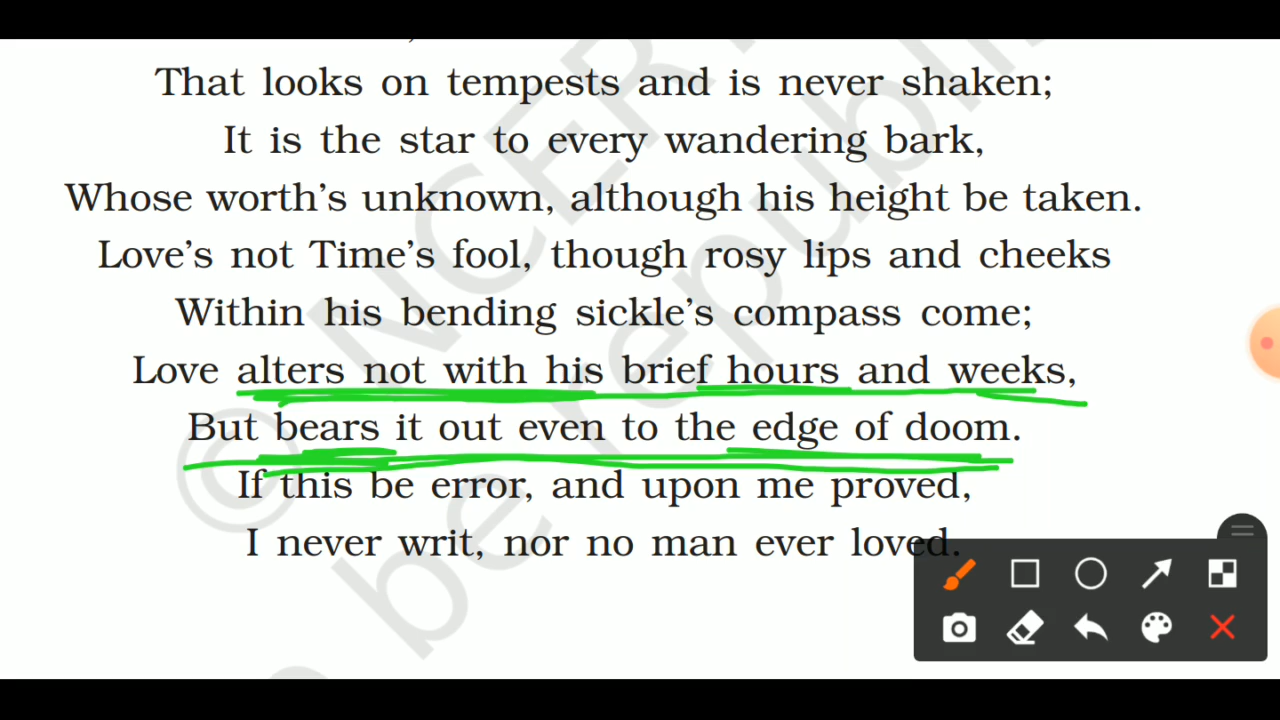 That looks on tempests and is never shaken;
It is the star to every wandering bark,
Whose worth's unknown, although his height be taken.
Love's not Time's fool, though rosy lips and cheeks
Within his bending sickle's compass come;
Love alters not with his brief hours and weeks,
But bears it out even to the edge of doom.
If this be error, and upon me proved,
I never writ, nor no man ever loved.
© NCERT
be republi